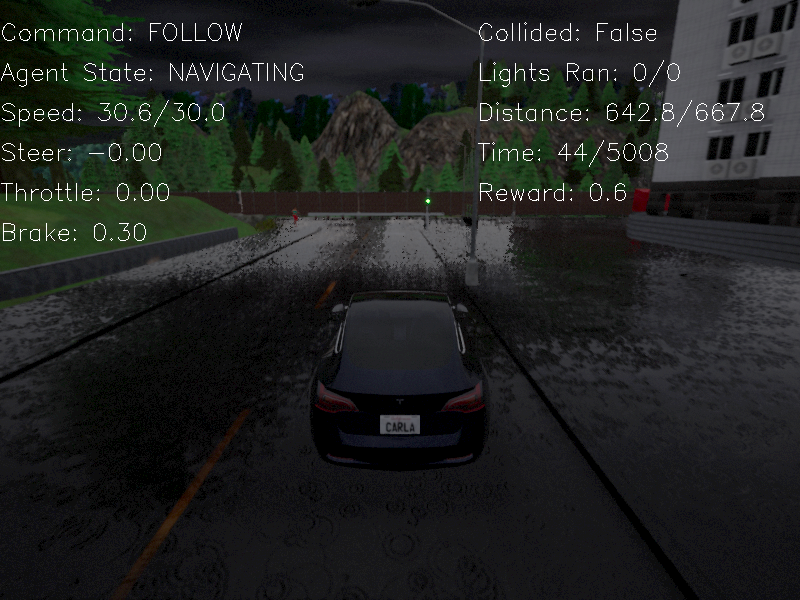 Command: FOLLOW
Agent State: NAVIGATING
Speed: 30.6/30.0
Steer: −0.00
Throttle: 0.00
Brake: 0.30
Collided: False
Lights Ran: 0/0
Distance: 642.8/667.8
Time: 44/5008
Reward: 0.6
CARLA